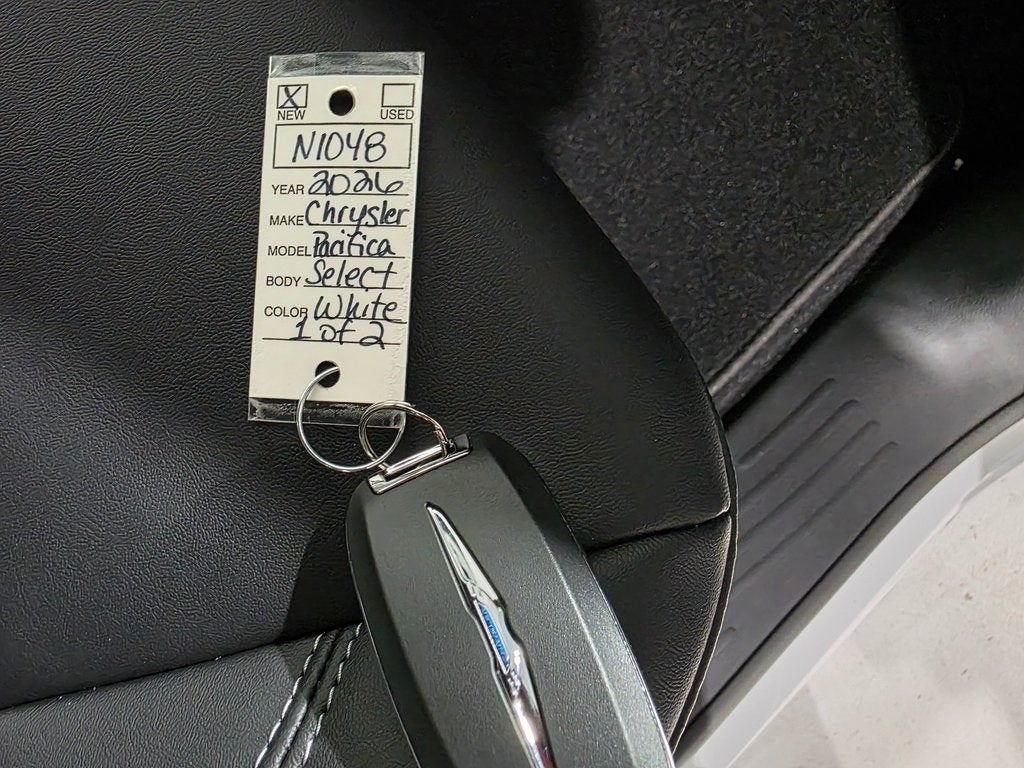 X
NEW USED
N1048
YEAR 2026
MAKE Chrysler
MODEL Pacifica
BODY Select
COLOR White
1 of 2